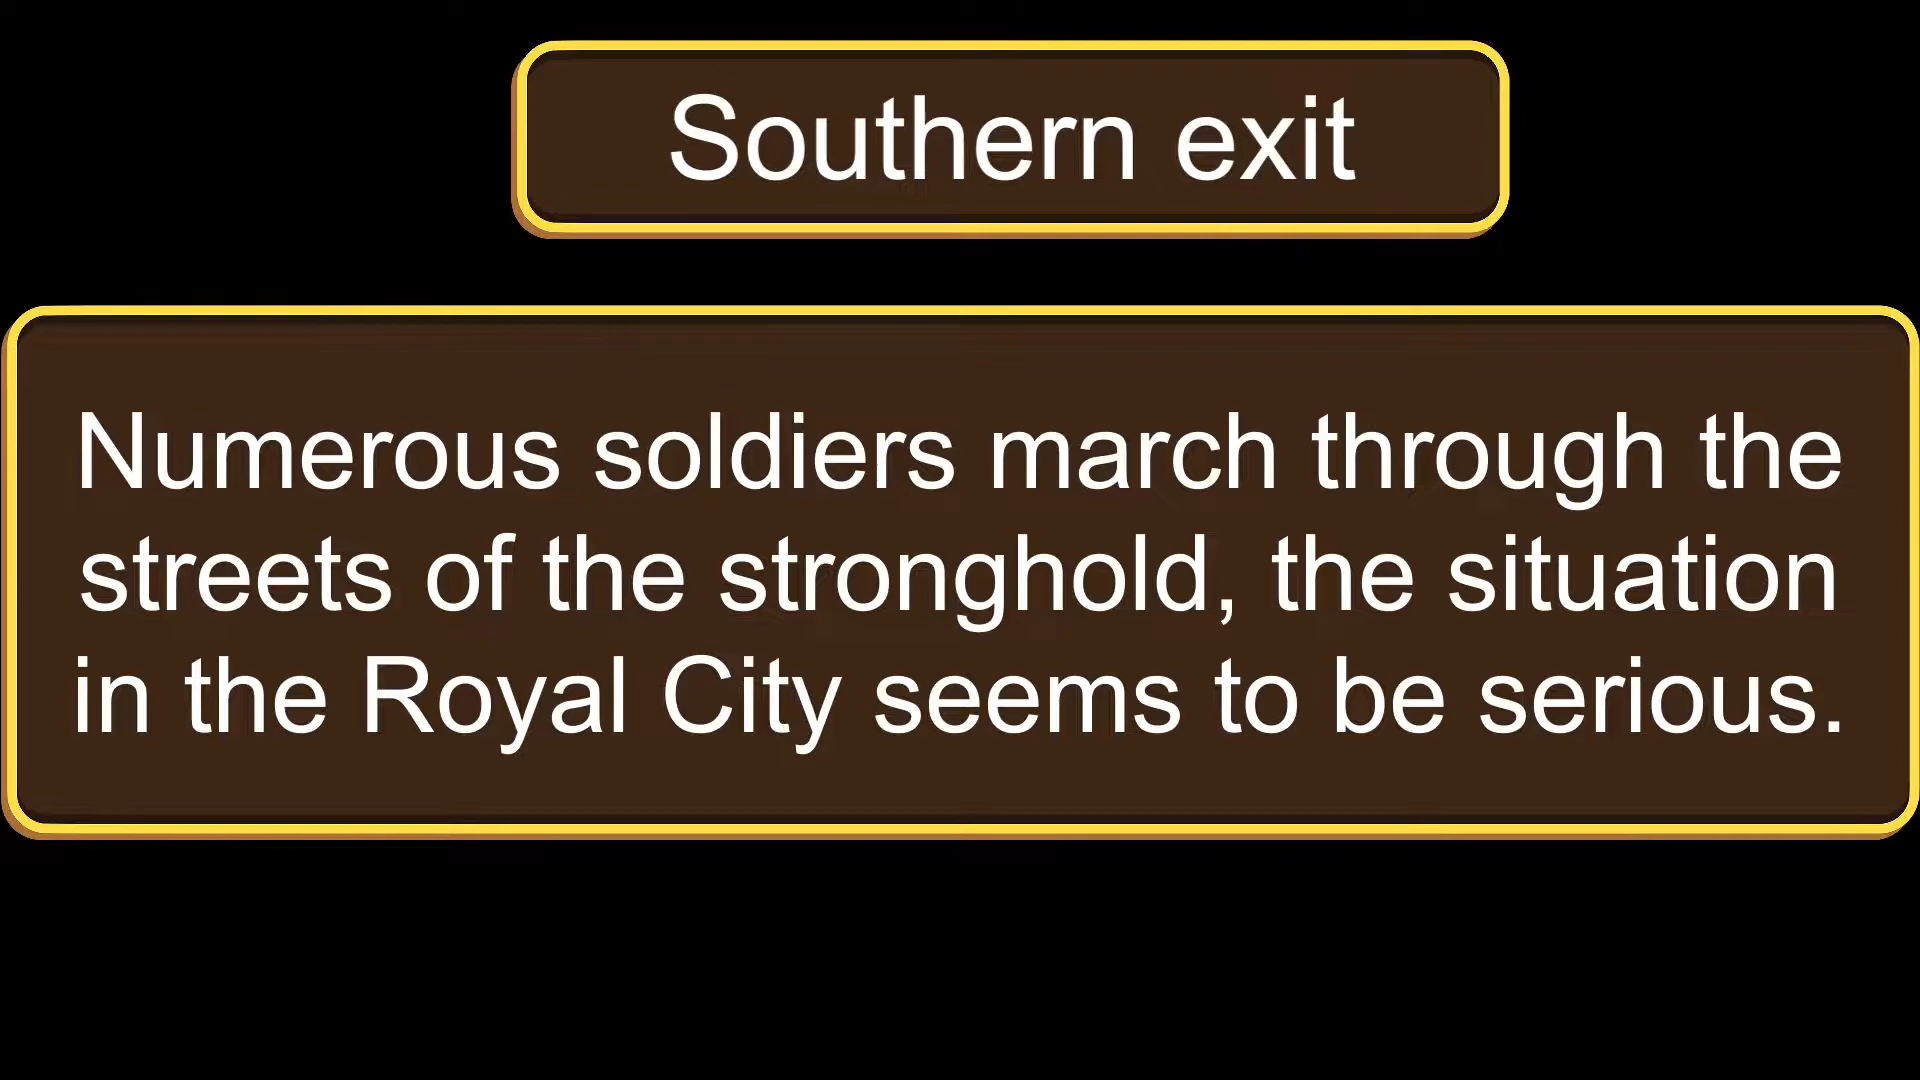 Southern exit
Numerous soldiers march through the
streets of the stronghold, the situation
in the Royal City seems to be serious.